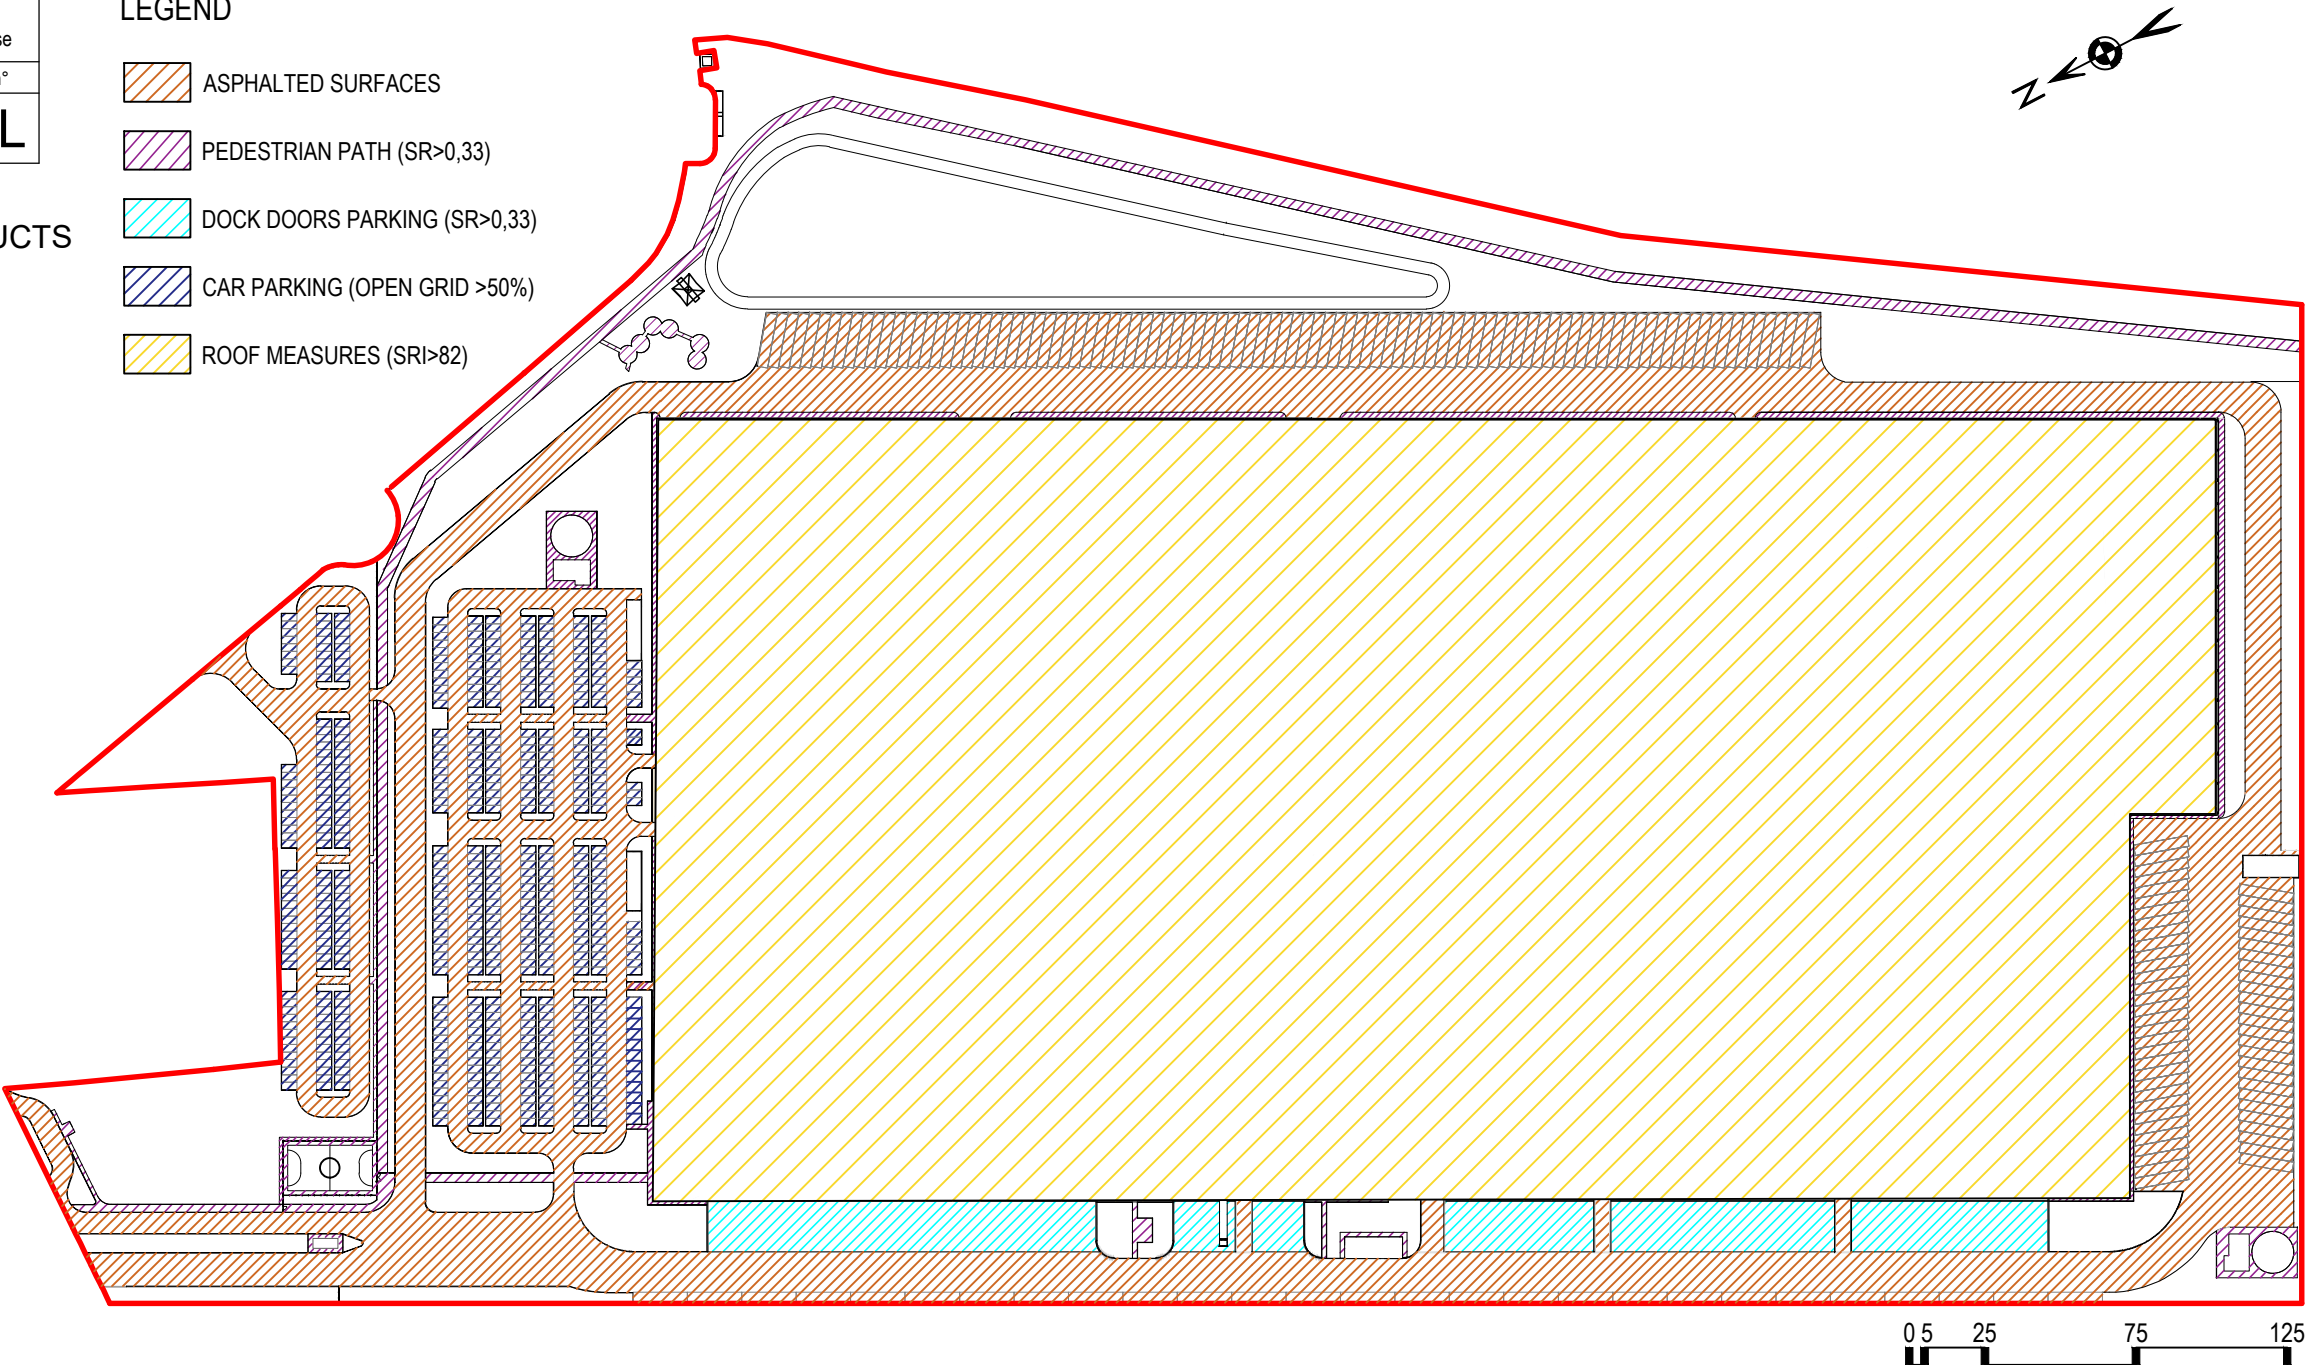 LEGEND
se
n°
L
ASPHALTED SURFACES
PEDESTRIAN PATH (SR>0,33)
DOCK DOORS PARKING (SR>0,33)
UCTS
CAR PARKING (OPEN GRID >50%)
ROOF MEASURES (SRI>82)
N
0 5 25 75 125